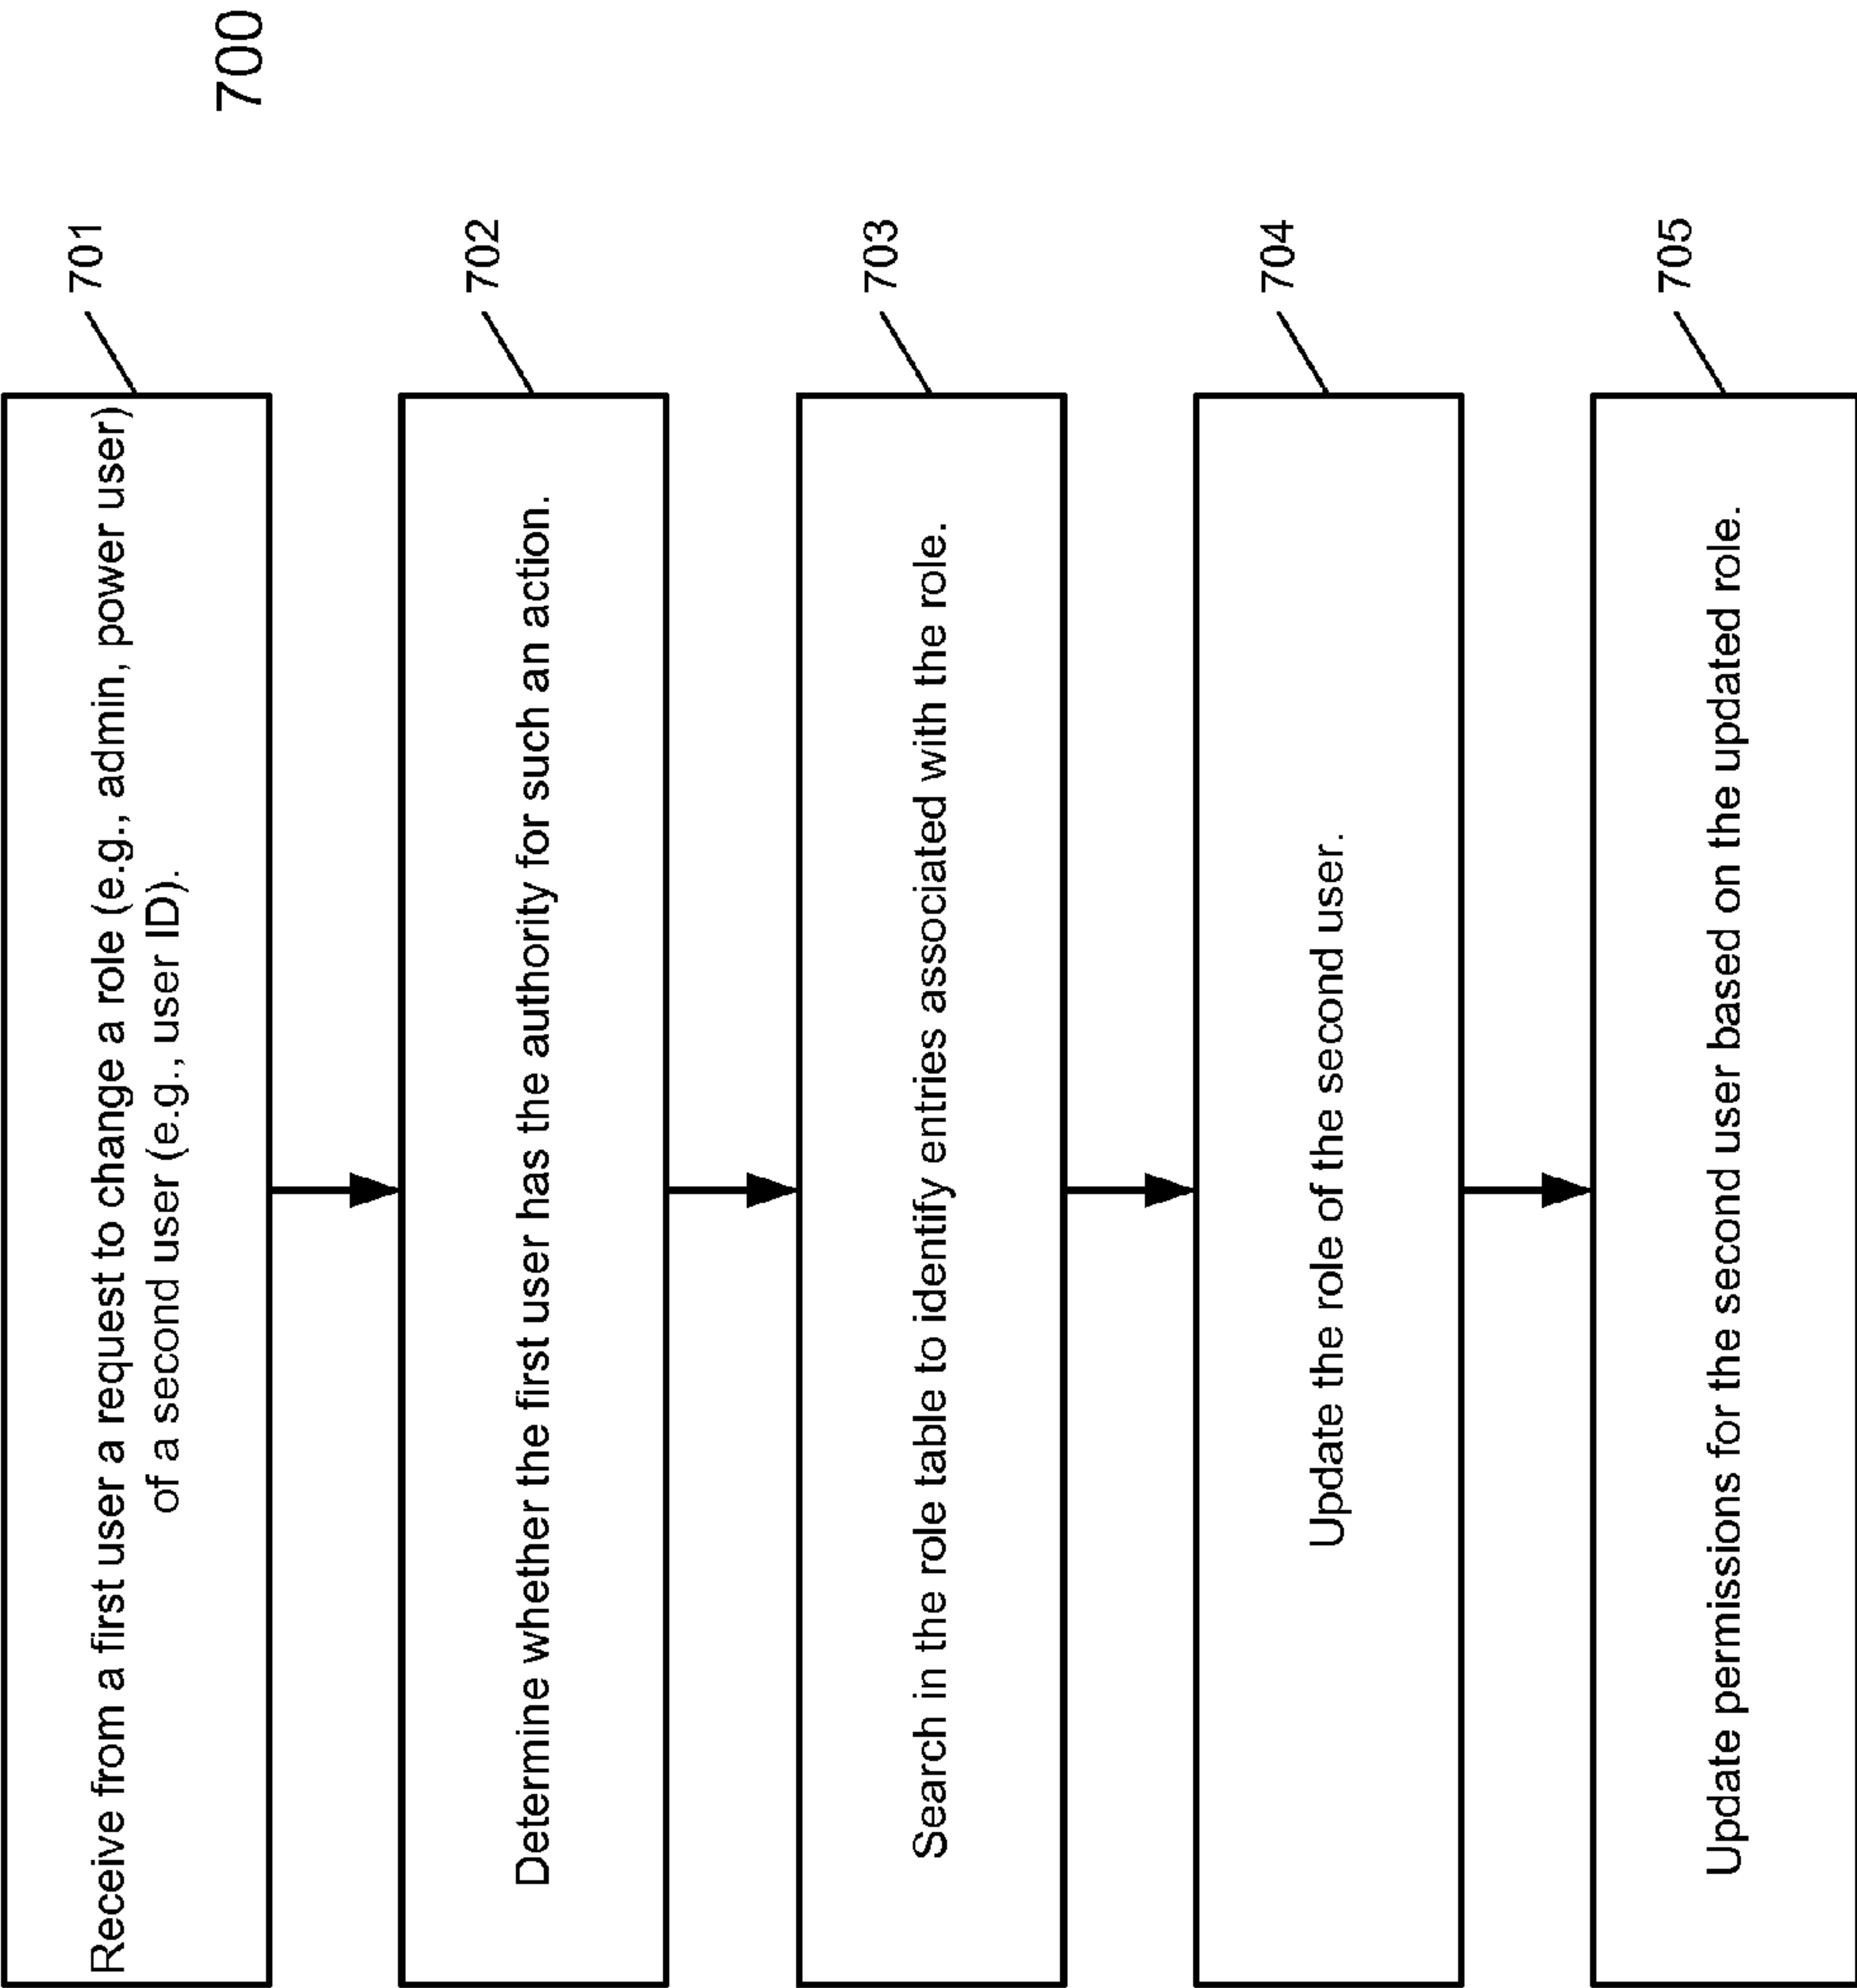 700
701
Receive from a first user a request to change a role (e.g., admin, power user)
of a second user (e.g., user ID).
702
Determine whether the first user has the authority for such an action.
703
Search in the role table to identify entries associated with the role.
704
Update the role of the second user.
705
Update permissions for the second user based on the updated role.